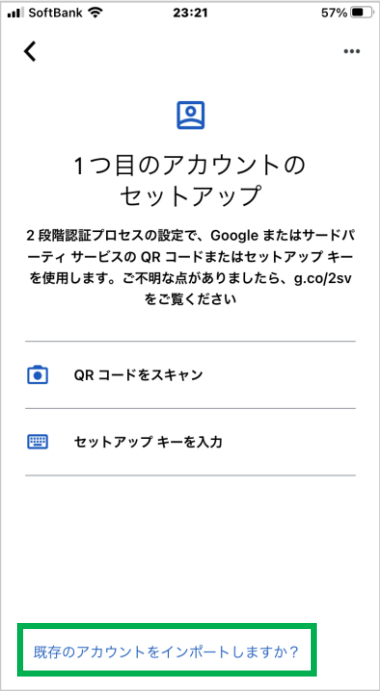 SoftBank 23:21 57%
1つ目のアカウントの
セットアップ
2 段階認証プロセスの設定で、Google またはサードパ
ーティ サービスの QR コードまたはセットアップ キー
を使用します。ご不明な点がありましたら、g.co/2sv
をご覧ください
QR コードをスキャン
セットアップ キーを入力
既存のアカウントをインポートしますか？